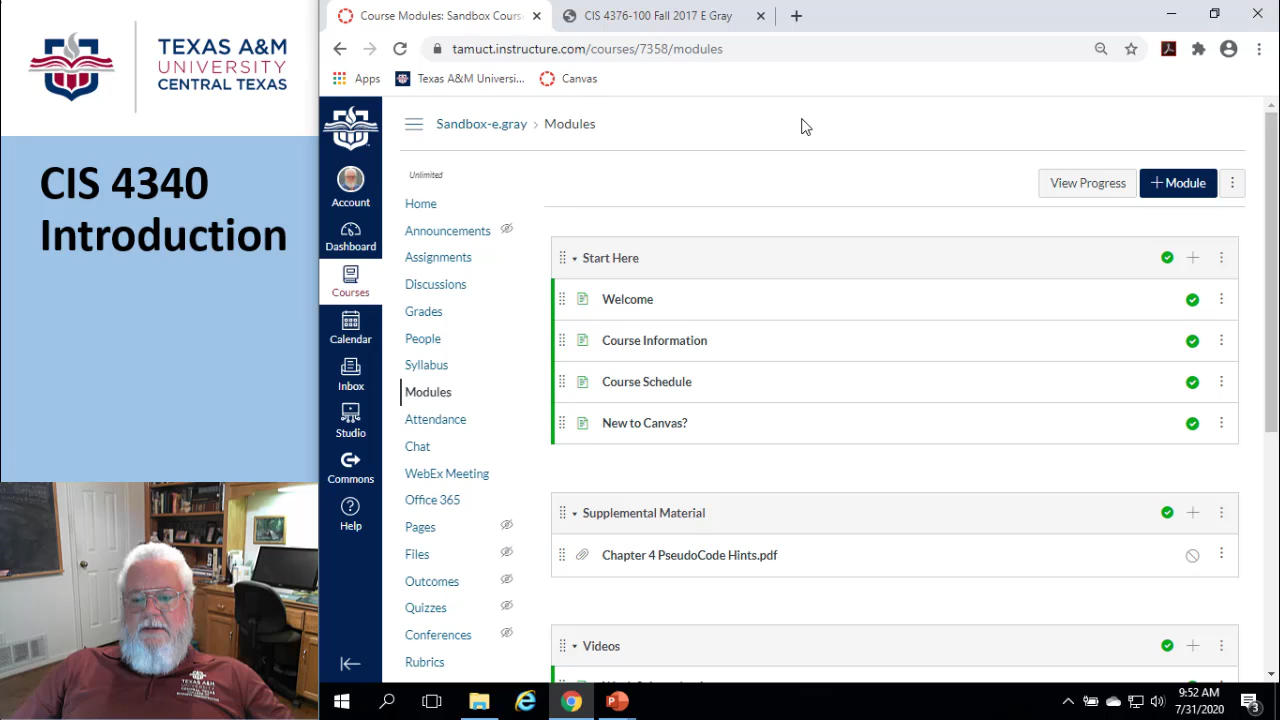 TEXAS A&M
UNIVERSITY
CENTRAL TEXAS
CIS 4340
Introduction
Course Modules: Sandbox Cours
CIS 4376-100 Fall 2017 E Gray
tamuct.instructure.com/courses/7358/modules
Apps
Texas A&M Universi...
Canvas
Sandbox-e.gray > Modules
Account
Dashboard
Courses
Calendar
Inbox
Studio
Commons
Help
Unlimited
Home
Announcements
Assignments
Discussions
Grades
People
Syllabus
Modules
Attendance
Chat
WebEx Meeting
Office 365
Pages
Files
Outcomes
Quizzes
Conferences
Rubrics
View Progress
+ Module
Start Here
Welcome
Course Information
Course Schedule
New to Canvas?
Supplemental Material
Chapter 4 PseudoCode Hints.pdf
Videos
9:52 AM
7/31/2020
3